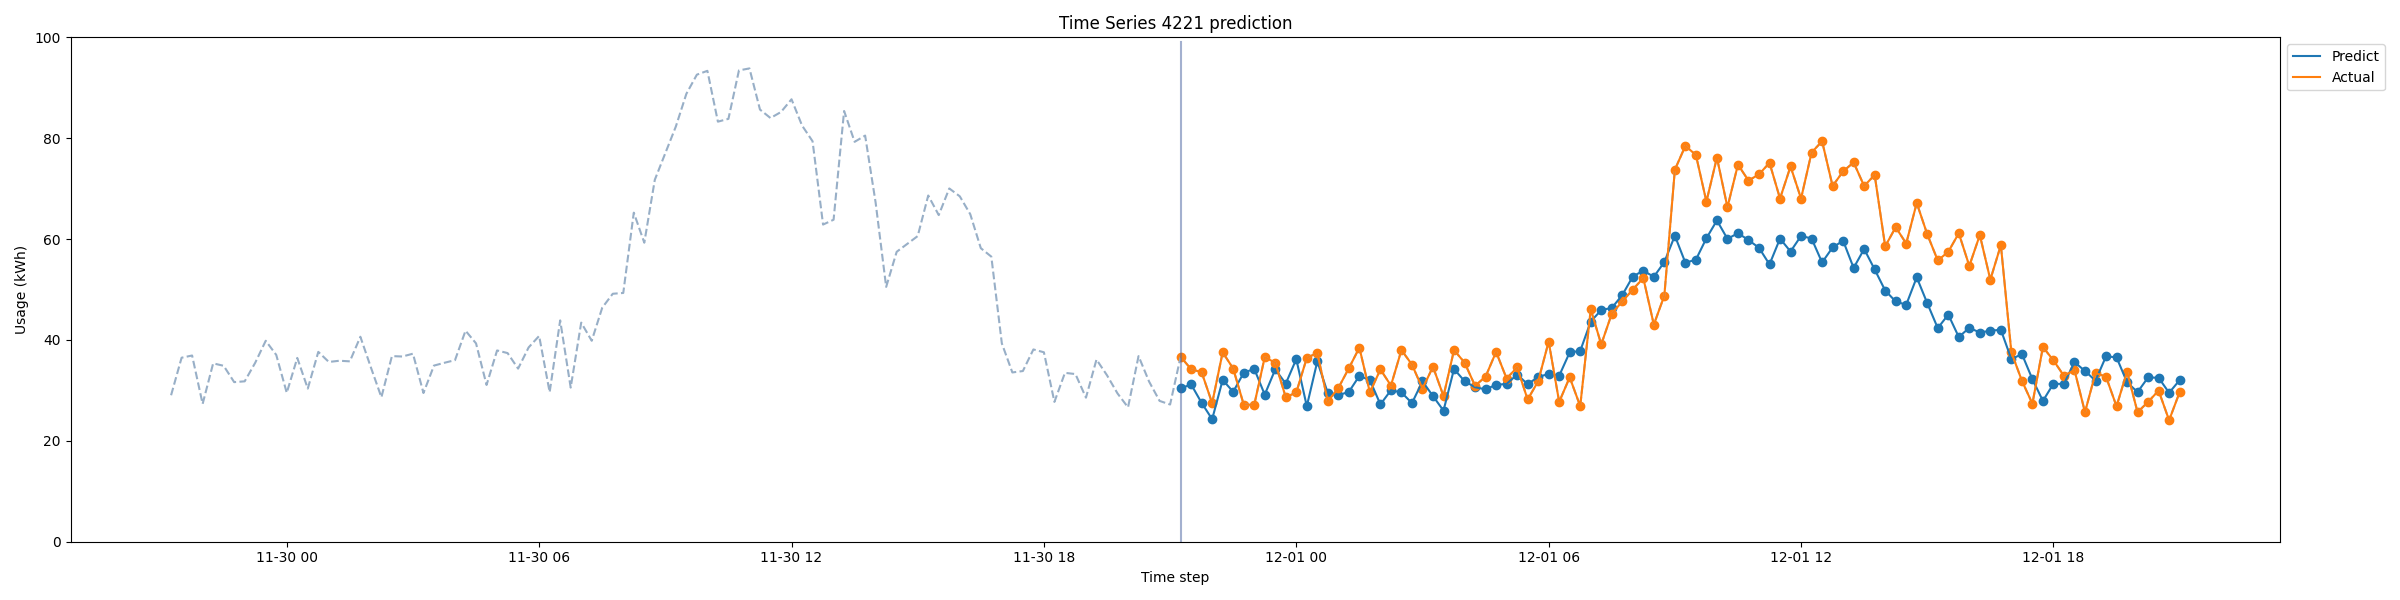 Time Series 4221 prediction
100
80
60
40
20
0
Usage (kWh)
11-30 00
11-30 06
11-30 12
11-30 18
12-01 00
12-01 06
12-01 12
12-01 18
Time step
Predict
Actual